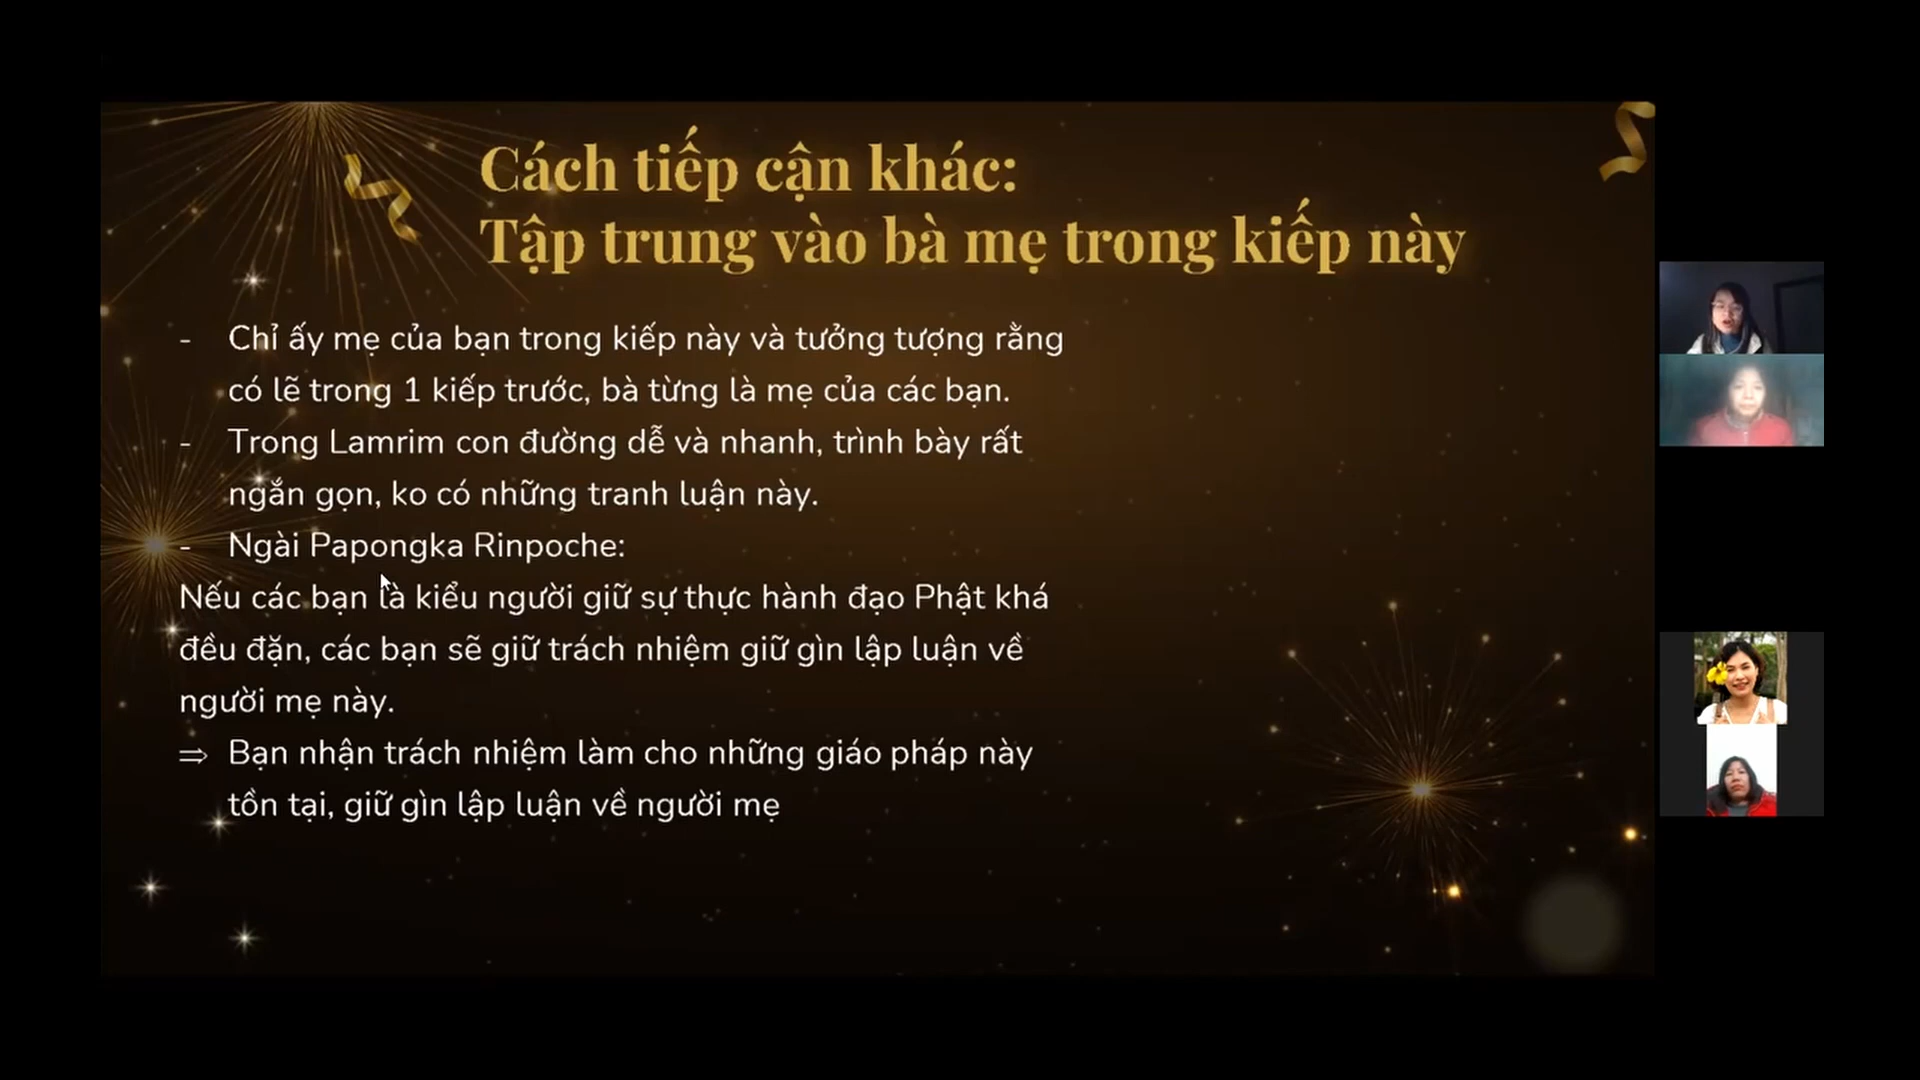 Cách tiếp cận khác:
Tập trung vào bà mẹ trong kiếp này
- Chỉ ấy mẹ của bạn trong kiếp này và tưởng tượng rằng
có lẽ trong 1 kiếp trước, bà từng là mẹ của các bạn.
- Trong Lamrim con đường dễ và nhanh, trình bày rất
ngắn gọn, ko có những tranh luận này.
- Ngài Papongka Rinpoche:
Nếu các bạn là kiểu người giữ sự thực hành đạo Phật khá
đều đặn, các bạn sẽ giữ trách nhiệm giữ gìn lập luận về
người mẹ này.
⇒ Bạn nhận trách nhiệm làm cho những giáo pháp này
tồn tại, giữ gìn lập luận về người mẹ